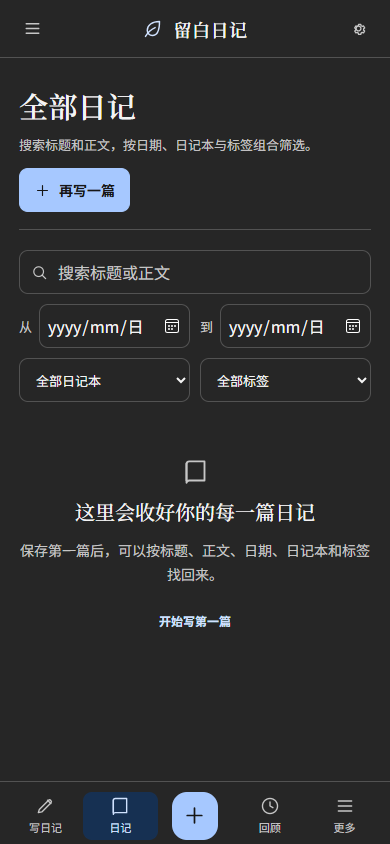 留白日记
全部日记
搜索标题和正文，按日期、日记本与标签组合筛选。
再写一篇
搜索标题或正文
从 yyyy/mm/日 到 yyyy/mm/日
全部日记本 全部标签
这里会收好你的每一篇日记
保存第一篇后，可以按标题、正文、日期、日记本和标签
找回来。
开始写第一篇
写日记 日记 回顾 更多